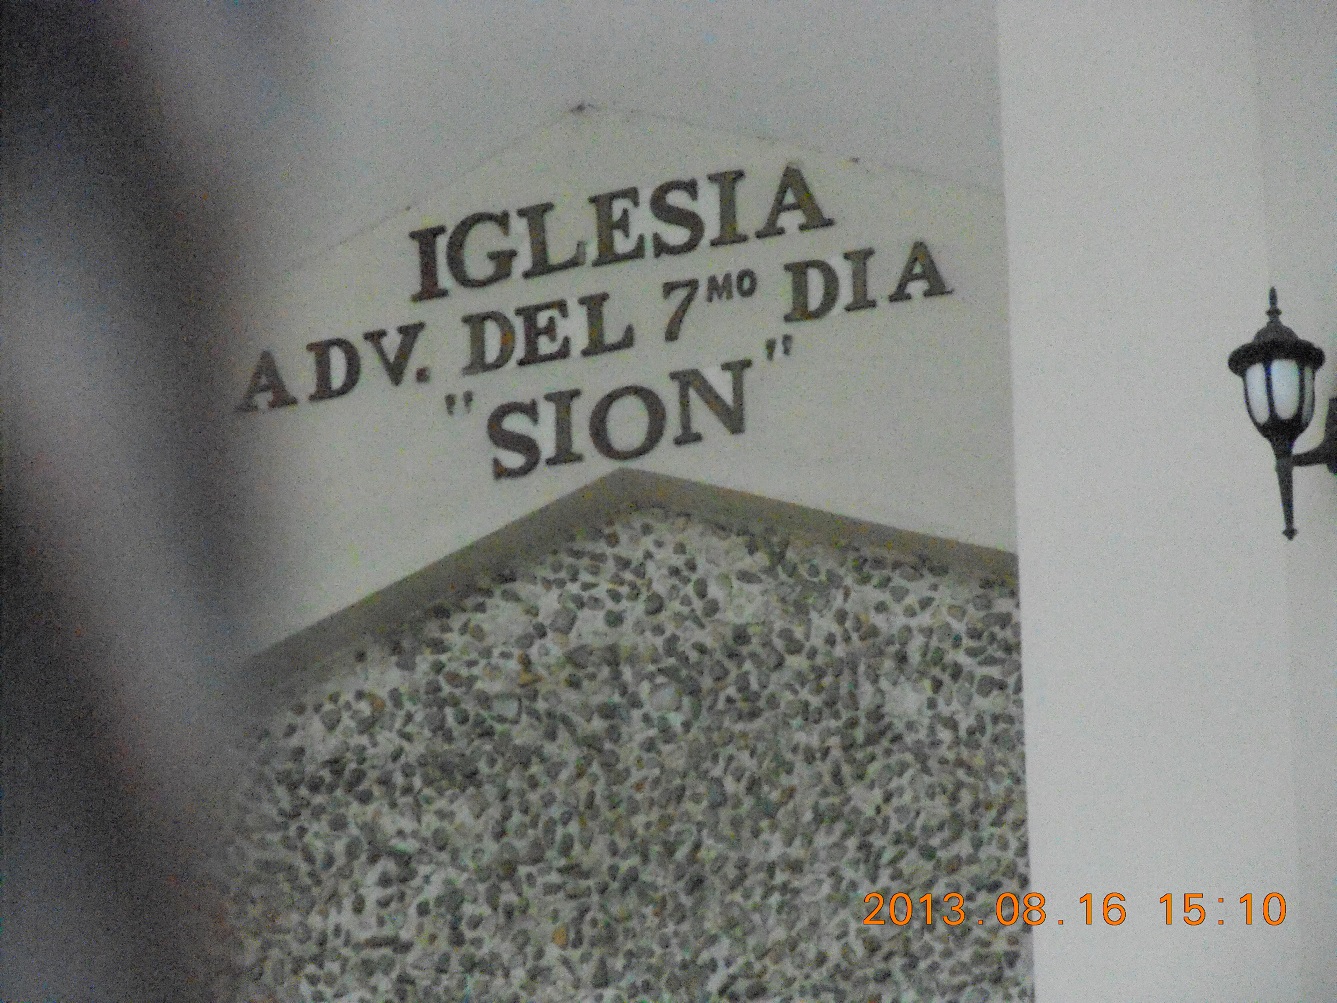 IGLESIA
ADV. DEL 7MO DIA
"SION"
2013.08.16 15:10